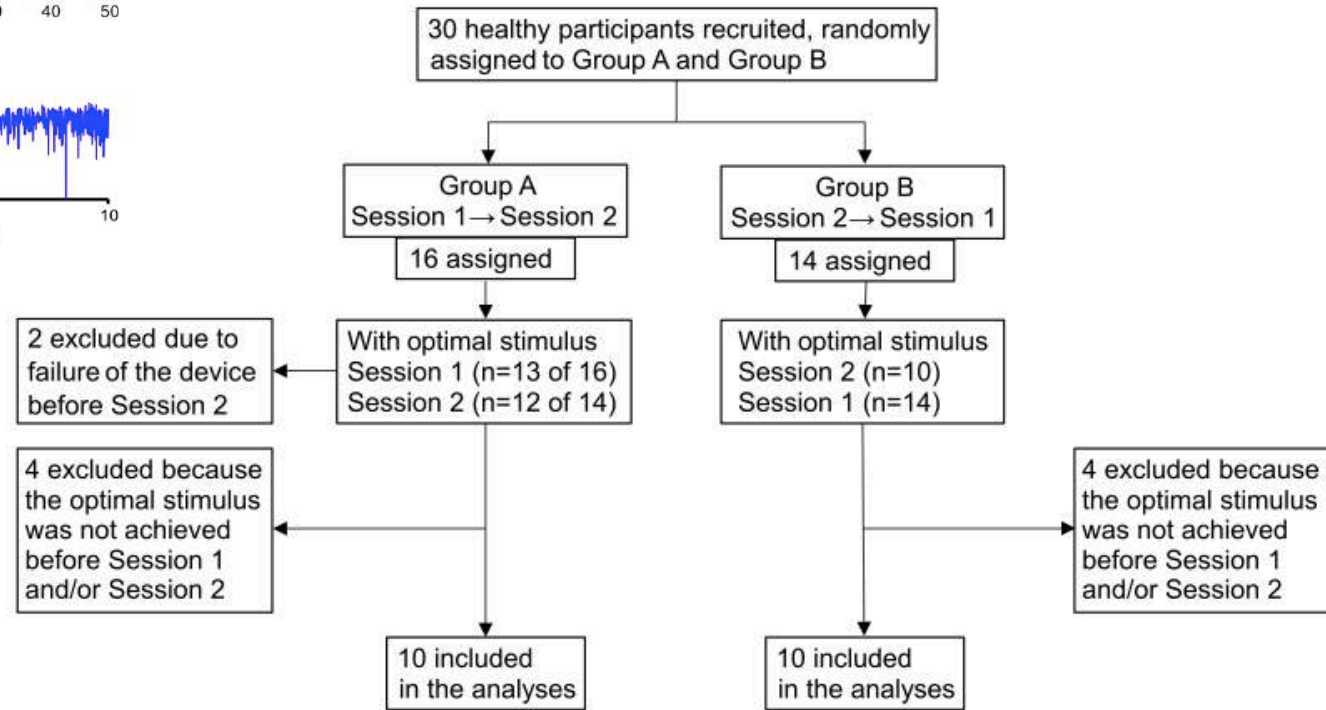 40 50
10
30 healthy participants recruited, randomly
assigned to Group A and Group B
Group A
Session 1→Session 2
16 assigned
Group B
Session 2→Session 1
14 assigned
2 excluded due to
failure of the device
before Session 2
With optimal stimulus
Session 1 (n=13 of 16)
Session 2 (n=12 of 14)
With optimal stimulus
Session 2 (n=10)
Session 1 (n=14)
4 excluded because
the optimal stimulus
was not achieved
before Session 1
and/or Session 2
4 excluded because
the optimal stimulus
was not achieved
before Session 1
and/or Session 2
10 included
in the analyses
10 included
in the analyses